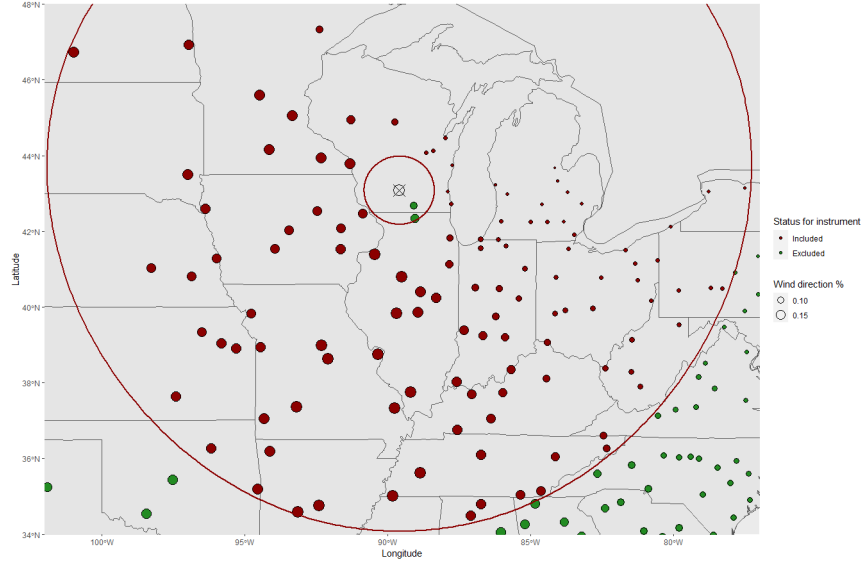 48°N
46°N
44°N
42°N
40°N
38°N
36°N
34°N
100°W
95°W
90°W
85°W
80°W
Latitude
Longitude
Status for instrument
Included
Excluded
Wind direction %
0.10
0.15